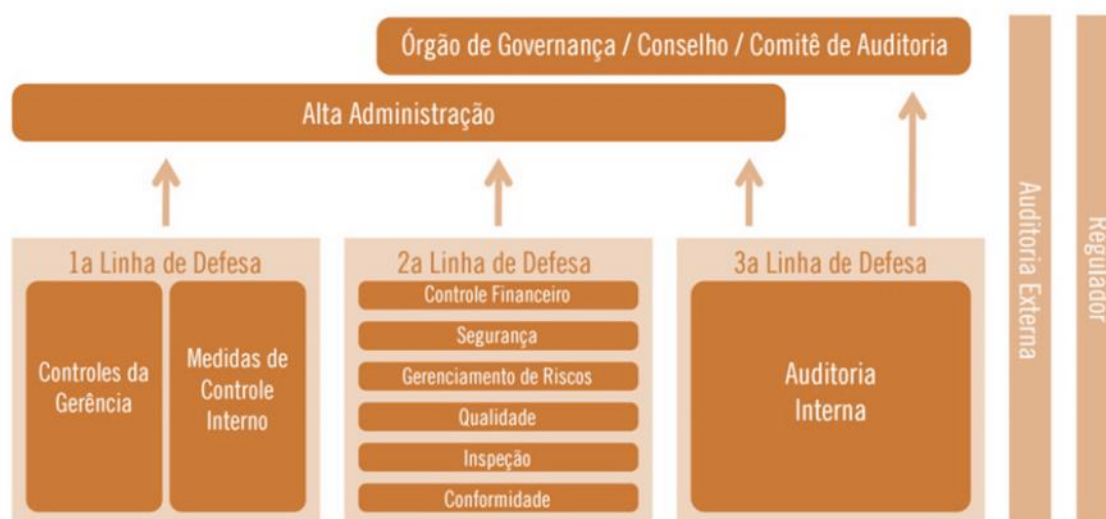 Órgão de Governança / Conselho / Comitê de Auditoria
Alta Administração
1a Linha de Defesa
Controles da
Gerência
Medidas de
Controle
Interno
2a Linha de Defesa
Controle Financeiro
Segurança
Gerenciamento de Riscos
Qualidade
Inspeção
Conformidade
3a Linha de Defesa
Auditoria
Interna
Auditoria Externa
Regulador